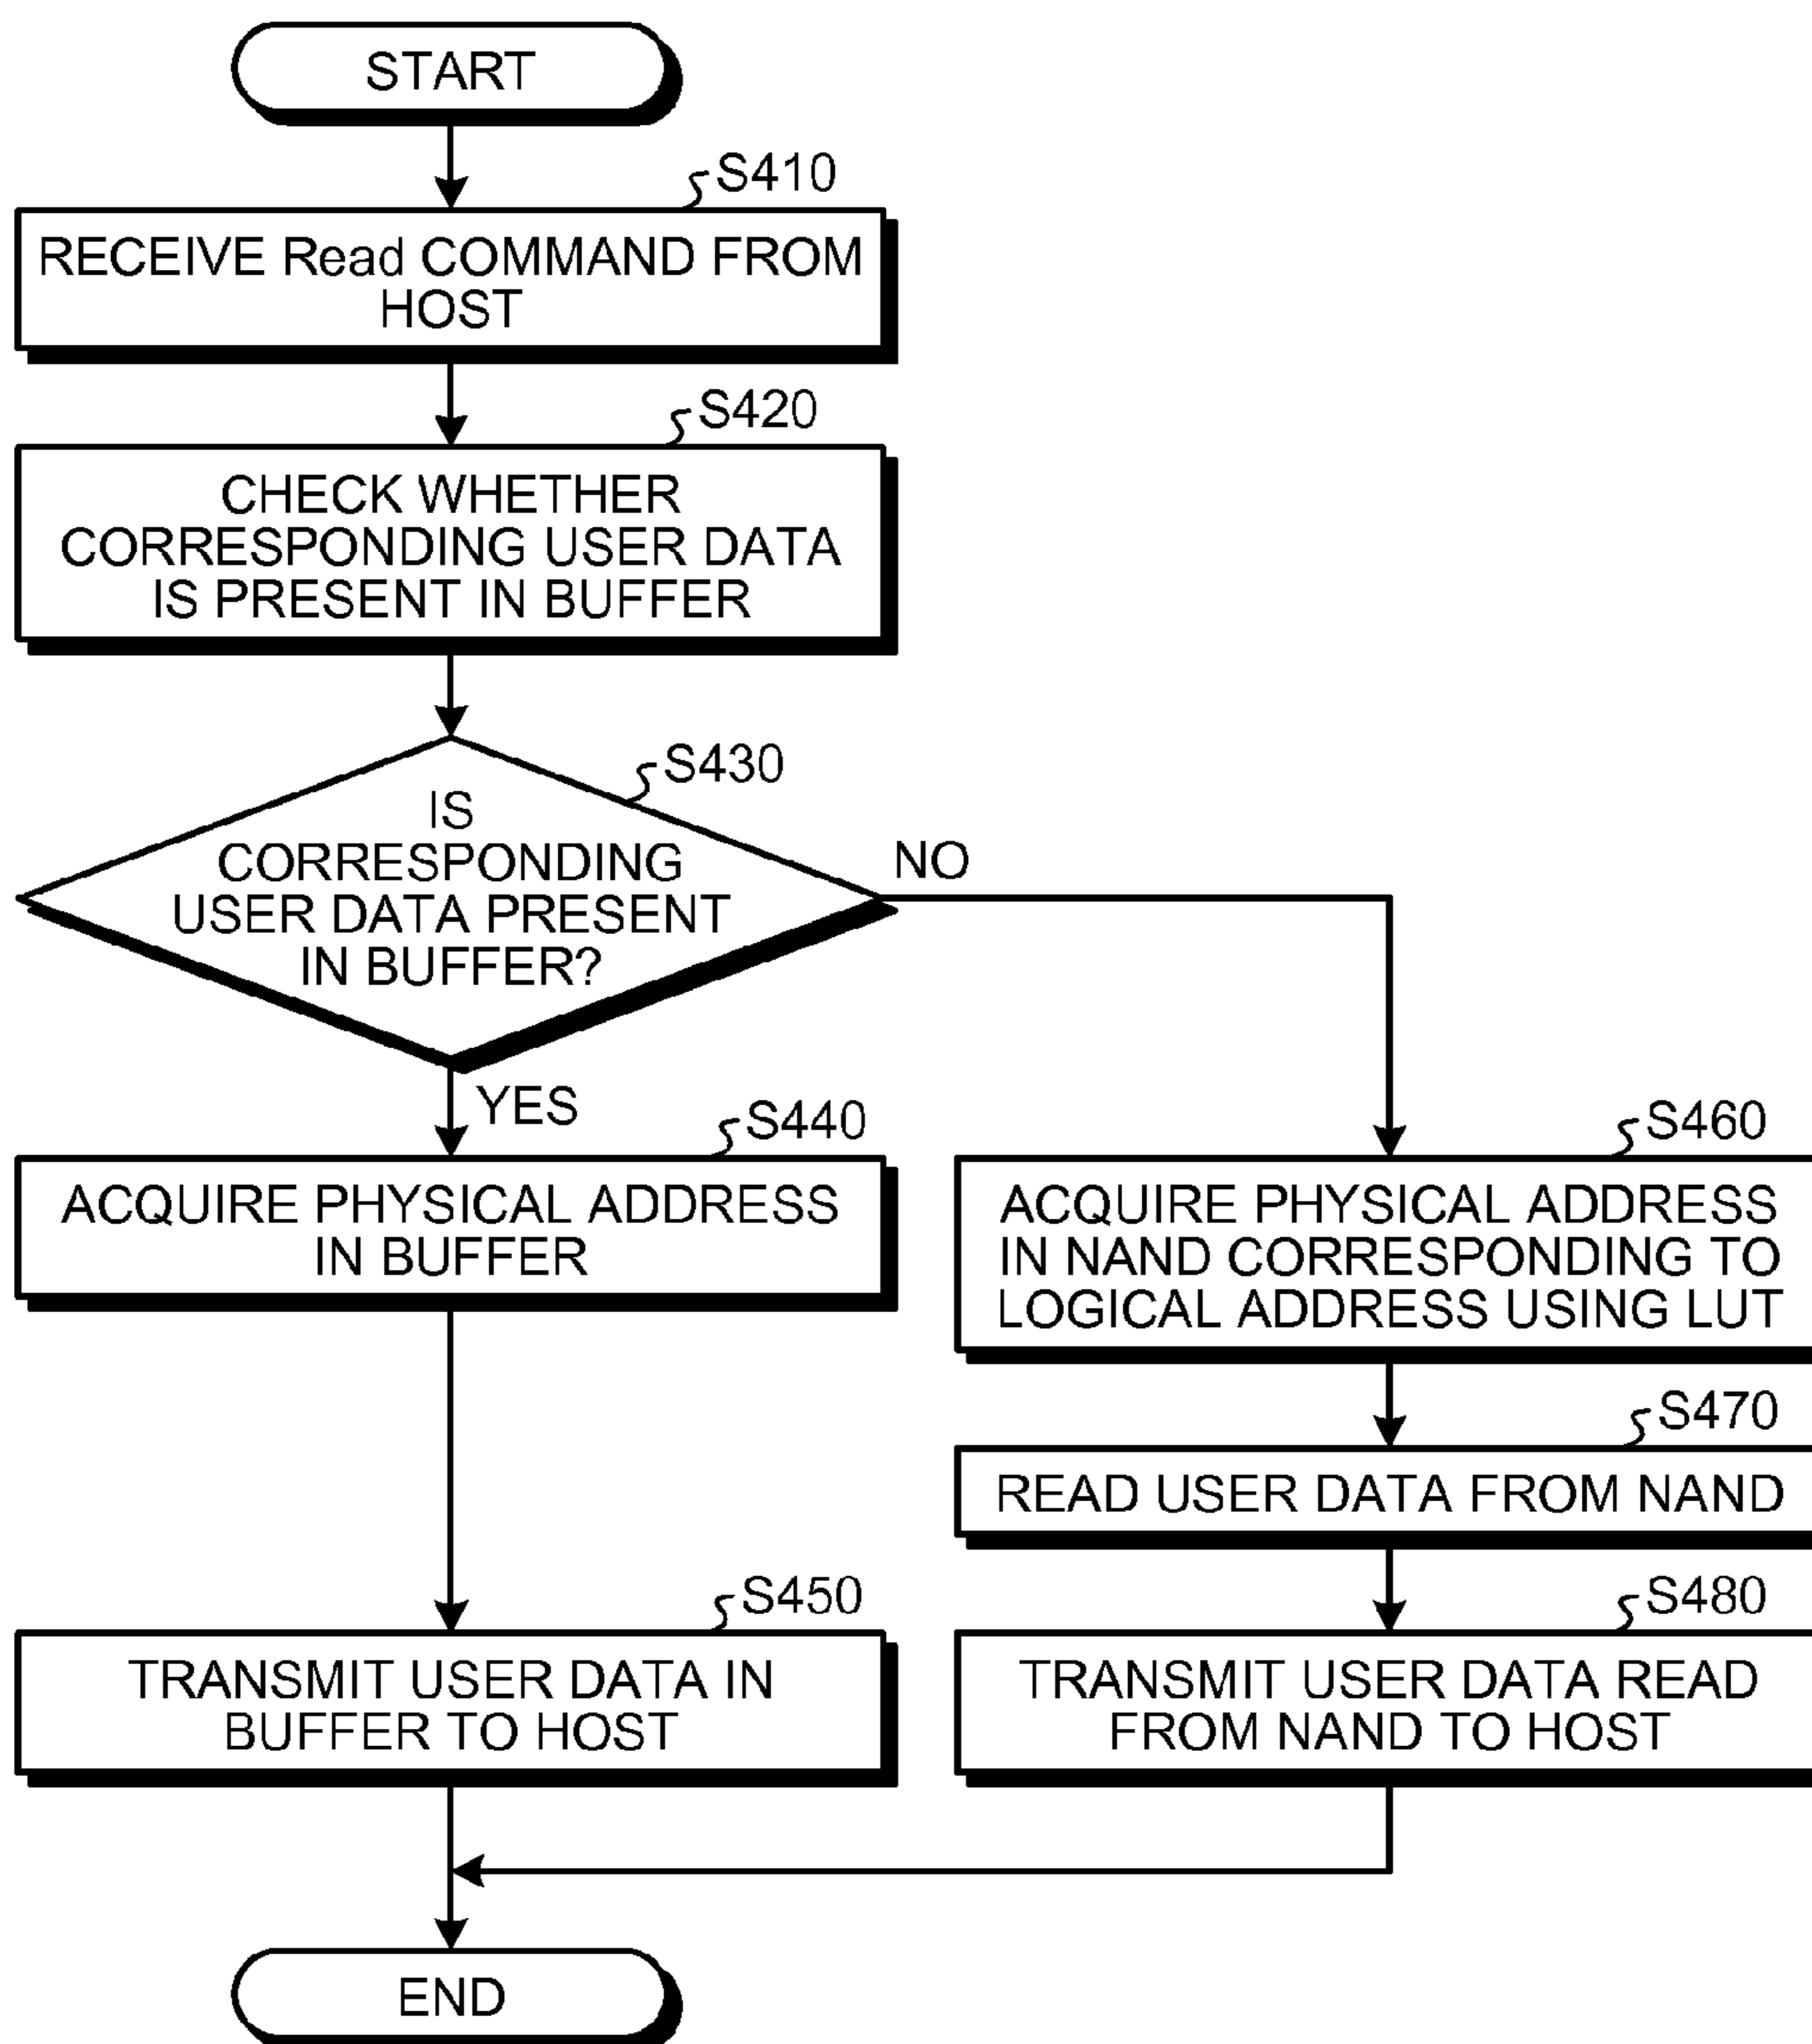 START
S410
RECEIVE Read COMMAND FROM
HOST
S420
CHECK WHETHER
CORRESPONDING USER DATA
IS PRESENT IN BUFFER
S430
IS
CORRESPONDING
USER DATA PRESENT
IN BUFFER?
NO
YES
S440
ACQUIRE PHYSICAL ADDRESS
IN BUFFER
S460
ACQUIRE PHYSICAL ADDRESS
IN NAND CORRESPONDING TO
LOGICAL ADDRESS USING LUT
S470
READ USER DATA FROM NAND
S450
TRANSMIT USER DATA IN
BUFFER TO HOST
S480
TRANSMIT USER DATA READ
FROM NAND TO HOST
END